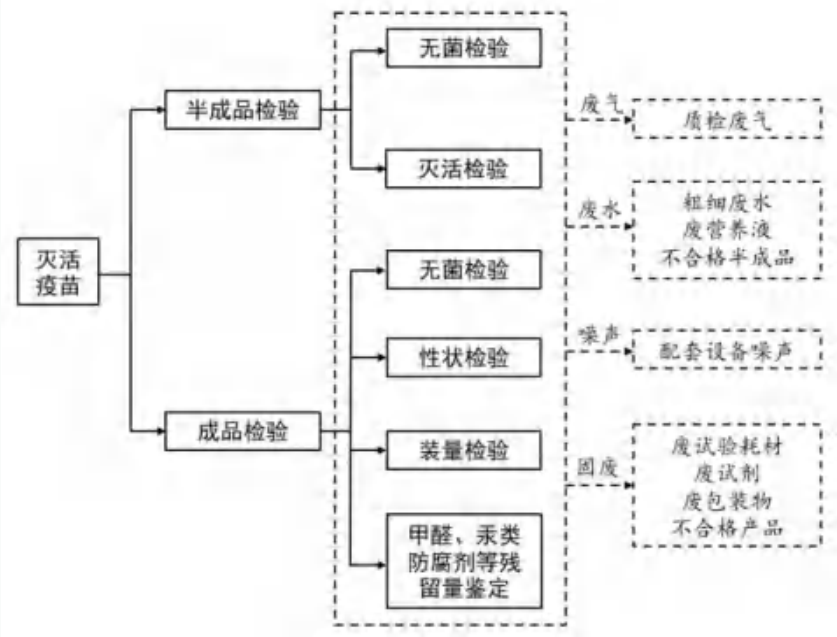 无菌检验
半成品检验
灭活检验
灭活
疫苗
无菌检验
性状检验
成品检验
装量检验
甲醛、汞类
防腐剂等残
留量鉴定
废气
质检废气
废水
粗细废水
废营养液
不合格半成品
噪声
配套设备噪声
固废
废试验耗材
废试剂
废包装物
不合格产品